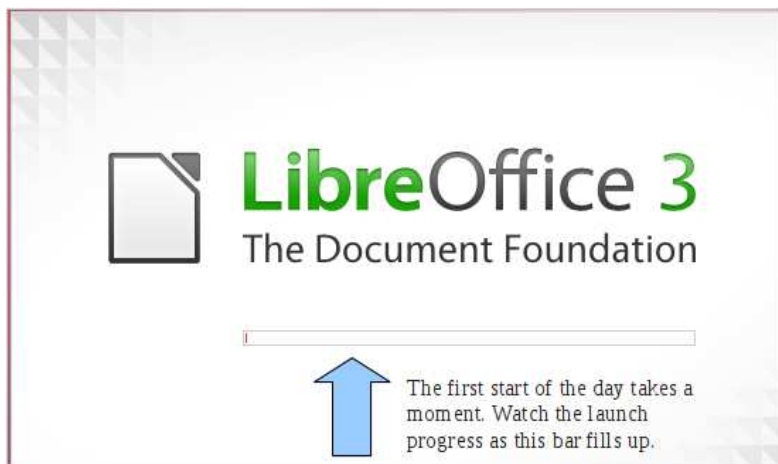 LibreOffice 3
The Document Foundation
The first start of the day takes a
moment. Watch the launch
progress as this bar fills up.